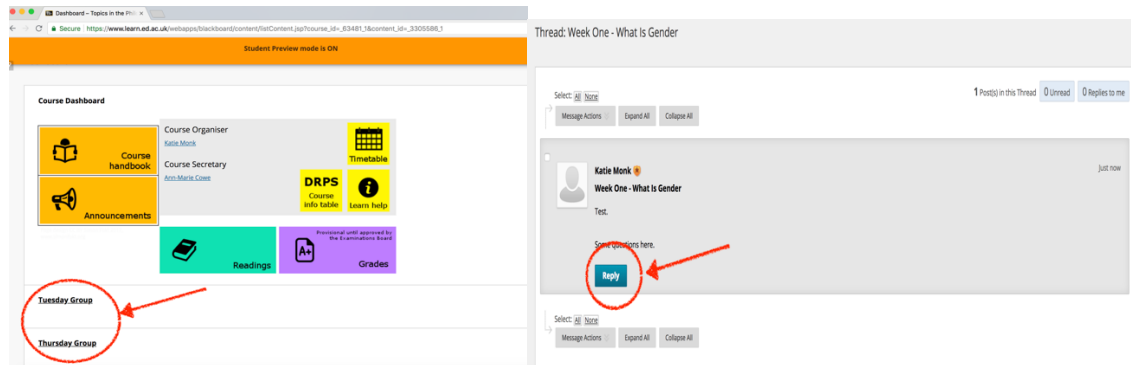 Dashboard – Topics in the Phil
Secure https://www.learn.ed.ac.uk/webapps/blackboard/content/listContent.jsp?course_id=_63481_1&content_id=_3305588_1
Student Preview mode is ON
Course Dashboard
Course handbook
Announcements
Course Organiser
Katie Monk
Course Secretary
Ann-Marie Cowe
Timetable
DRPS
Course
info table
Learn help
Readings
Provisional until approved by
the Examinations Board
A+
Grades
Tuesday Group
Thursday Group
Thread: Week One - What Is Gender
Select: All None
1 Post(s) in this Thread 0 Unread 0 Replies to me
Message Actions Expand All Collapse All
Katie Monk
Just now
Week One - What Is Gender
Test.
Some questions here.
Reply
Select: All None
Message Actions Expand All Collapse All